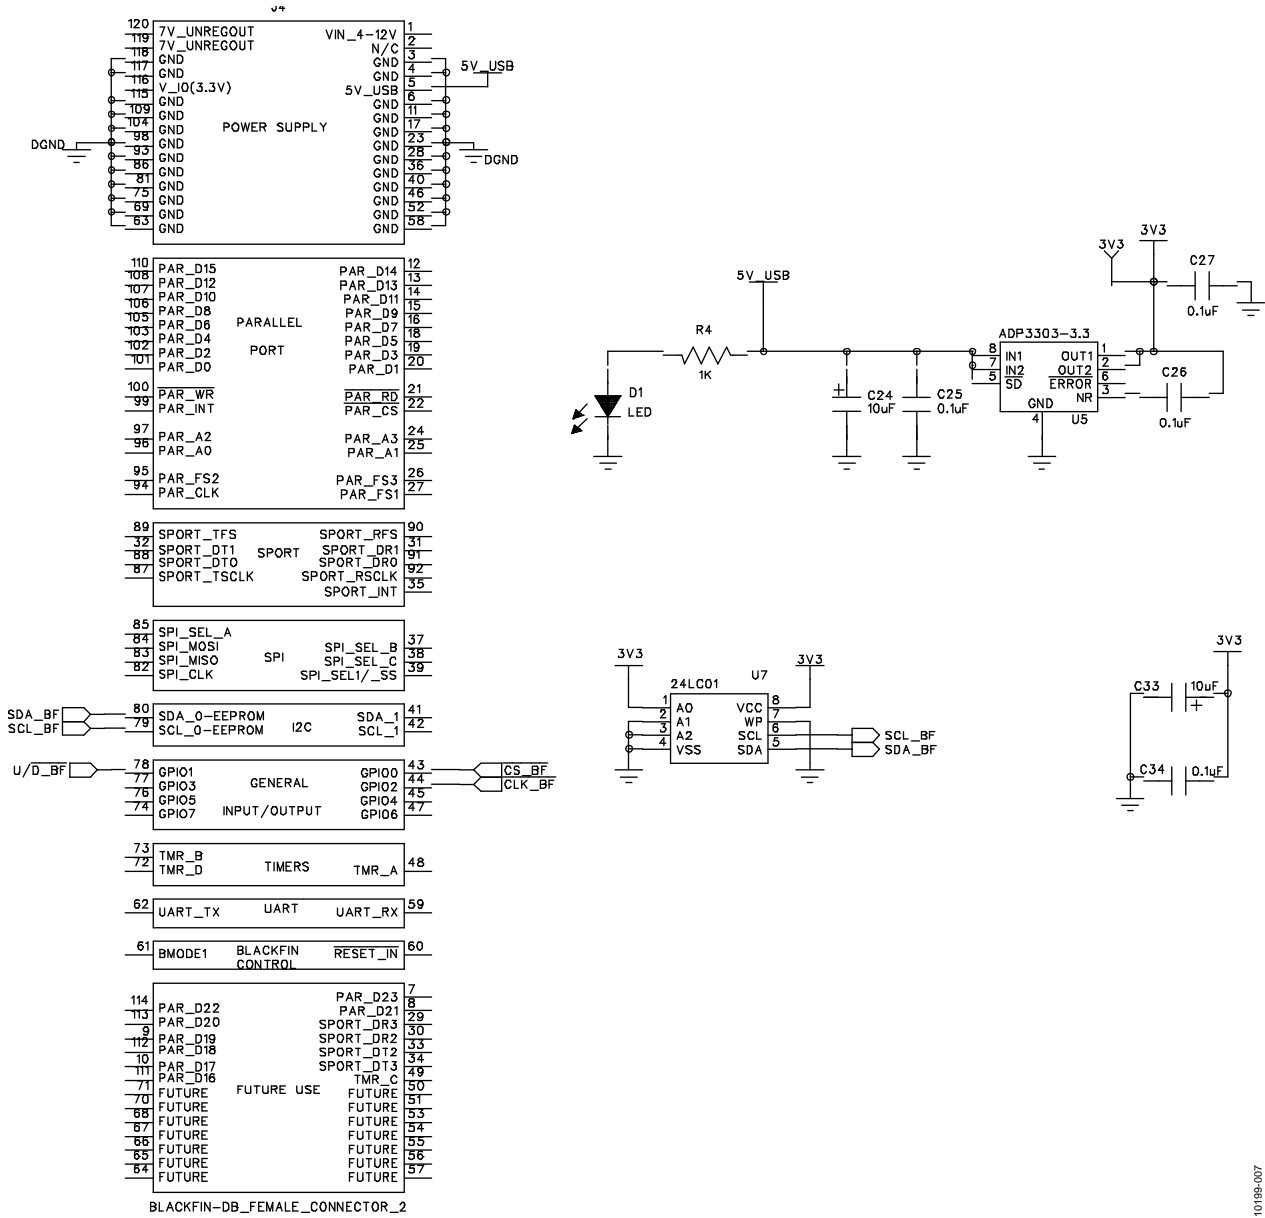 J4
120 7V_UNREGOUT VIN_4-12V 1
119 7V_UNREGOUT N/C 2
118 GND GND 3
117 GND GND 4
116 V_IO(3.3V) 5V_USB 5
115 GND GND 6
109 GND GND 11
104 GND GND 17
98 GND GND 23
93 GND GND 28
86 GND GND 36
81 GND GND 40
75 GND GND 46
69 GND GND 52
63 GND GND 58
POWER SUPPLY
DGND
DGND
5V_USB
110 PAR_D15 PAR_D14 12
108 PAR_D12 PAR_D13 13
107 PAR_D10 PAR_D11 14
106 PAR_D8 PAR_D9 15
105 PAR_D6 PAR_D7 16
103 PAR_D4 PAR_D5 18
102 PAR_D2 PAR_D3 19
101 PAR_D0 PAR_D1 20
PARALLEL
PORT
100 PAR_WR PAR_RD 21
99 PAR_INT PAR_CS 22
97 PAR_A2 PAR_A3 24
96 PAR_A0 PAR_A1 25
95 PAR_FS2 PAR_FS3 26
94 PAR_CLK PAR_FS1 27
89 SPORT_TFS SPORT_RFS 90
32 SPORT_DT1 SPORT_DR1 31
88 SPORT_DT0 SPORT_DR0 91
87 SPORT_TSCLK SPORT_RSCLK 92
SPORT_INT 35
SPORT
85 SPI_SEL_A
84 SPI_MOSI SPI_SEL_B 37
83 SPI_MISO SPI_SEL_C 38
82 SPI_CLK SPI_SEL1/_SS 39
SPI
SDA_BF 80 SDA_0-EEPROM SDA_1 41
SCL_BF 79 SCL_0-EEPROM SCL_1 42
I2C
U/D_BF 78 GPIO1 GPIO0 43 CS_BF
77 GPIO3 GPIO2 44 CLK_BF
76 GPIO5 GPIO4 45
74 GPIO7 GPIO6 47
GENERAL
INPUT/OUTPUT
73 TMR_B
72 TMR_D TMR_A 48
TIMERS
62 UART_TX UART UART_RX 59
61 BMODE1 BLACKFIN RESET_IN 60
CONTROL
PAR_D23 7
114 PAR_D22 PAR_D21 8
113 PAR_D20 SPORT_DR3 29
9 PAR_D19 SPORT_DR2 30
112 PAR_D18 SPORT_DT2 33
10 PAR_D17 SPORT_DT3 34
111 PAR_D16 TMR_C 49
71 FUTURE FUTURE 50
70 FUTURE FUTURE 51
68 FUTURE FUTURE 53
67 FUTURE FUTURE 54
66 FUTURE FUTURE 55
65 FUTURE FUTURE 56
64 FUTURE FUTURE 57
FUTURE USE
BLACKFIN-DB_FEMALE_CONNECTOR_2
5V_USB
R4
1K
D1
LED
+
C24
10uF
C25
0.1uF
ADP3303-3.3
8 IN1 OUT1 1
7 IN2 OUT2 2
5 SD ERROR 6
NR 3
GND
4
U5
3V3
3V3
C27
0.1uF
C26
0.1uF
3V3
3V3
U7
24LC01
1 A0 VCC 8
2 A1 WP 7
3 A2 SCL 6 SCL_BF
4 VSS SDA 5 SDA_BF
3V3
C33
10uF
+
C34
0.1uF
10199-007